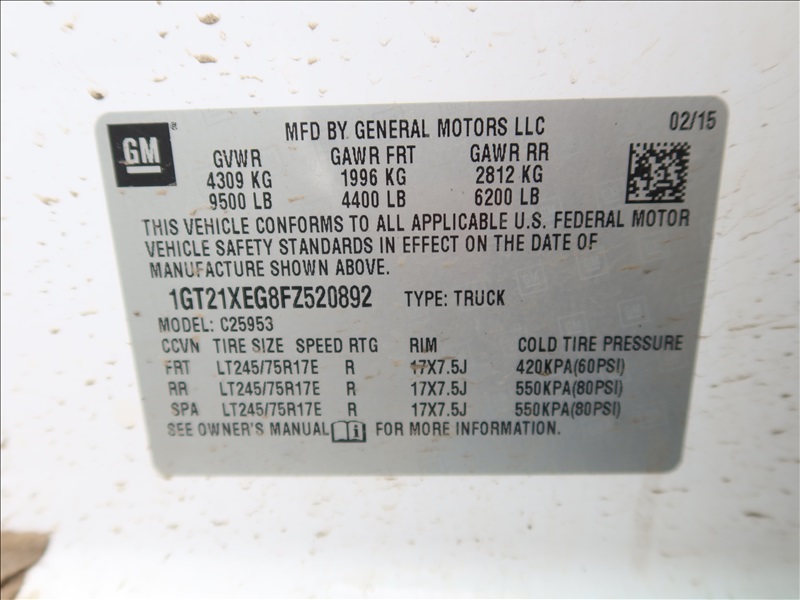 GM® MFD BY GENERAL MOTORS LLC 02/15
GVWR GAWR FRT GAWR RR
4309 KG 1996 KG 2812 KG
9500 LB 4400 LB 6200 LB
THIS VEHICLE CONFORMS TO ALL APPLICABLE U.S. FEDERAL MOTOR
VEHICLE SAFETY STANDARDS IN EFFECT ON THE DATE OF
MANUFACTURE SHOWN ABOVE.
1GT21XEG8FZ520892 TYPE: TRUCK
MODEL: C25953
CCVN TIRE SIZE SPEED RTG RIM COLD TIRE PRESSURE
FRT LT245/75R17E R 17X7.5J 420KPA(60PSI)
RR LT245/75R17E R 17X7.5J 550KPA(80PSI)
SPA LT245/75R17E R 17X7.5J 550KPA(80PSI)
SEE OWNER'S MANUAL i FOR MORE INFORMATION.